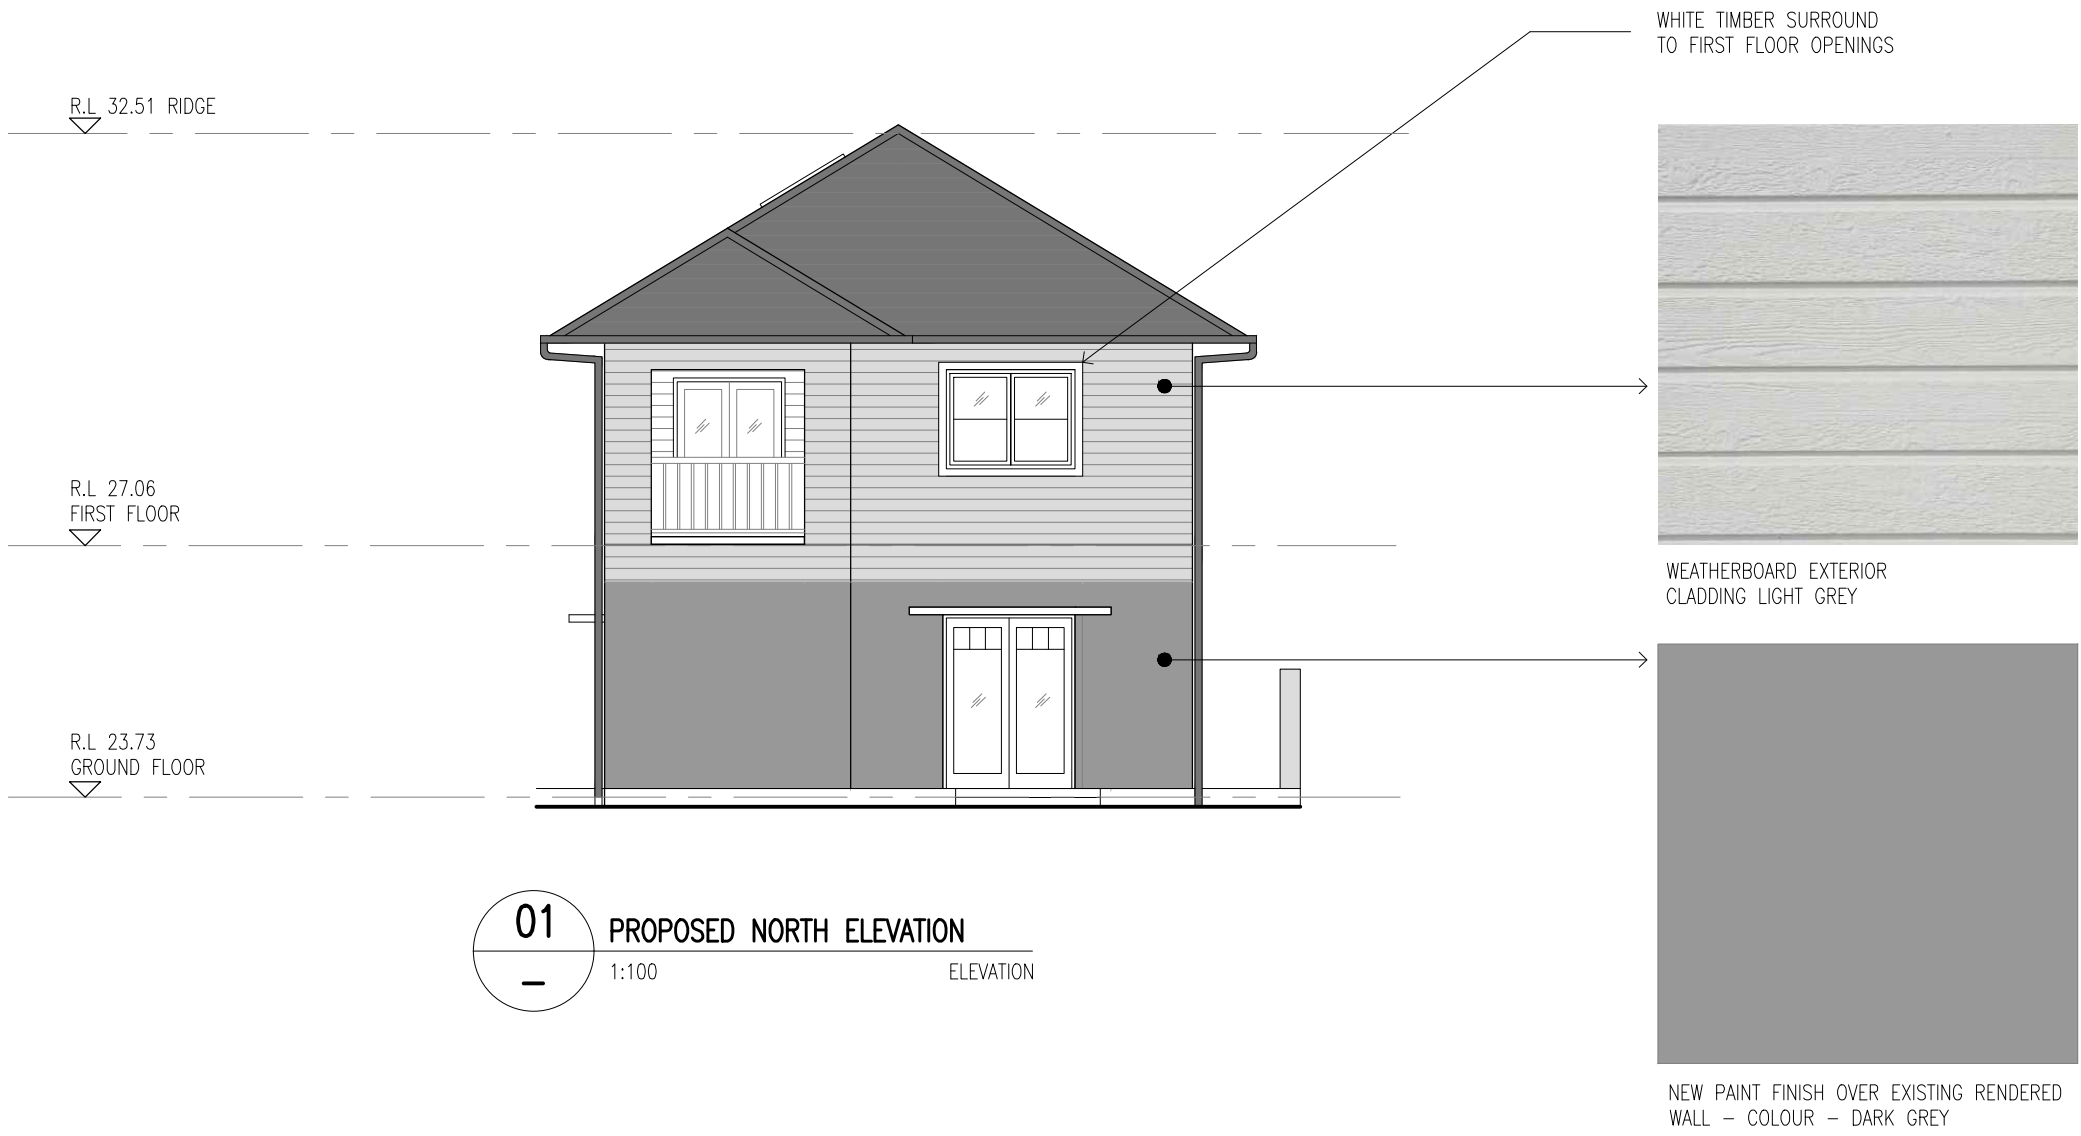 WHITE TIMBER SURROUND
TO FIRST FLOOR OPENINGS
R.L 32.51 RIDGE
R.L 27.06
FIRST FLOOR
WEATHERBOARD EXTERIOR
CLADDING LIGHT GREY
R.L 23.73
GROUND FLOOR
01
–
PROPOSED NORTH ELEVATION
1:100 ELEVATION
NEW PAINT FINISH OVER EXISTING RENDERED
WALL – COLOUR – DARK GREY